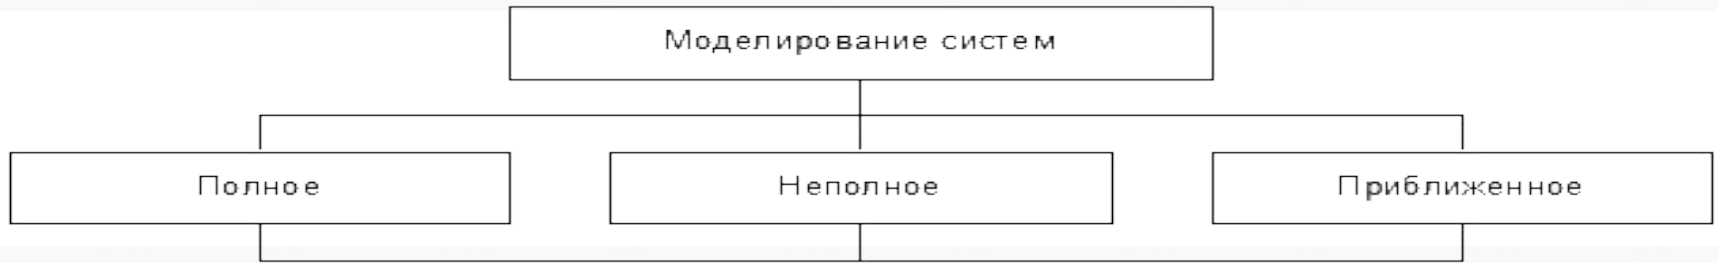 Моделирование систем
Полное
Неполное
Приближенное